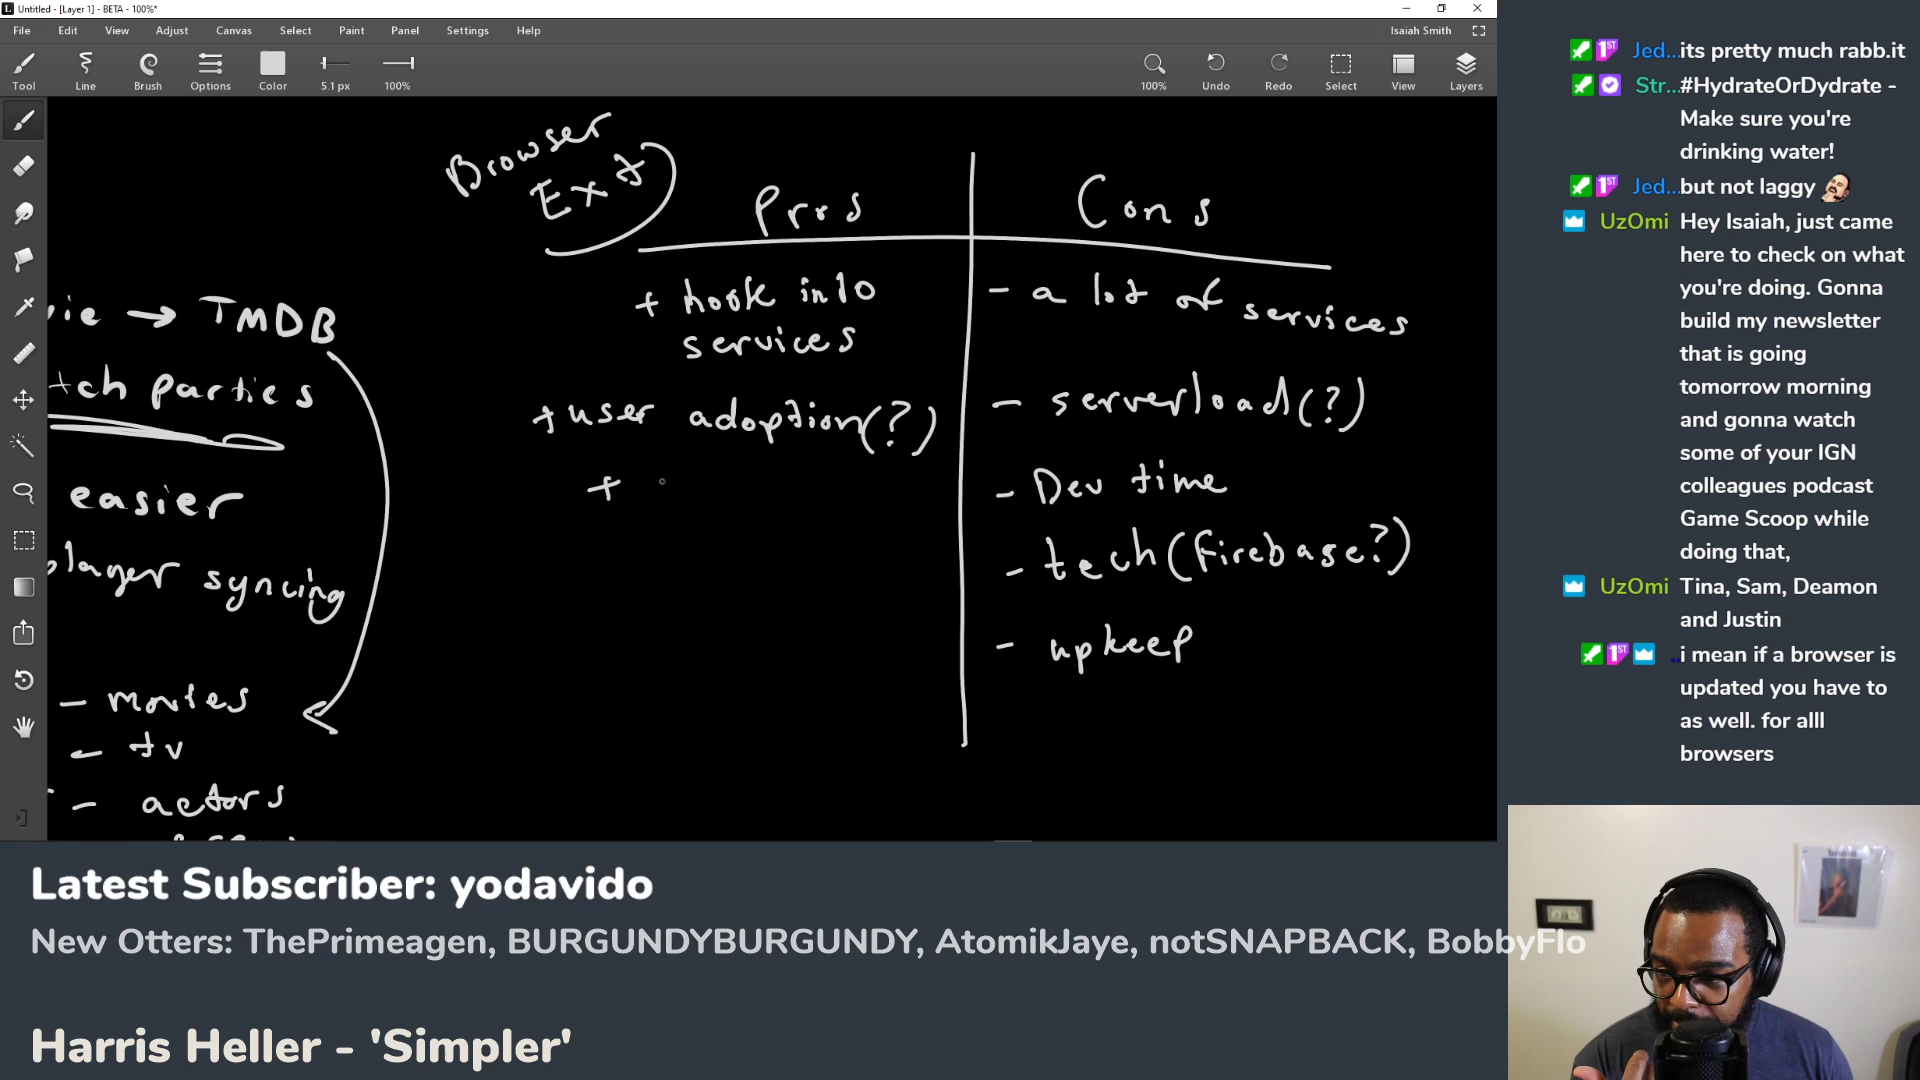 Untitled - [Layer 1] - BETA - 100%*
File Edit View Adjust Canvas Select Paint Panel Settings Help
Isaiah Smith
Tool Line Brush Options Color 5.1 px 100%
100% Undo Redo Select View Layers
Browser
Ext
Pros
Cons
+ hook into
services
- a lot of services
+ user adoption(?)
- serverload(?)
+
- Dev time
- tech(Firebase?)
- upkeep
ie → TMDB
tch parties
easier
layer syncing
- movies
- tv
- actors
Jed... its pretty much rabb.it
Str... #HydrateOrDydrate -
Make sure you're
drinking water!
Jed... but not laggy
UzOmi Hey Isaiah, just came
here to check on what
you're doing. Gonna
build my newsletter
that is going
tomorrow morning
and gonna watch
some of your IGN
colleagues podcast
Game Scoop while
doing that,
UzOmi Tina, Sam, Deamon
and Justin
.. i mean if a browser is
updated you have to
as well. for alll
browsers
Latest Subscriber: yodavido
New Otters: ThePrimeagen, BURGUNDYBURGUNDY, AtomikJaye, notSNAPBACK, BobbyFlo
Harris Heller - 'Simpler'